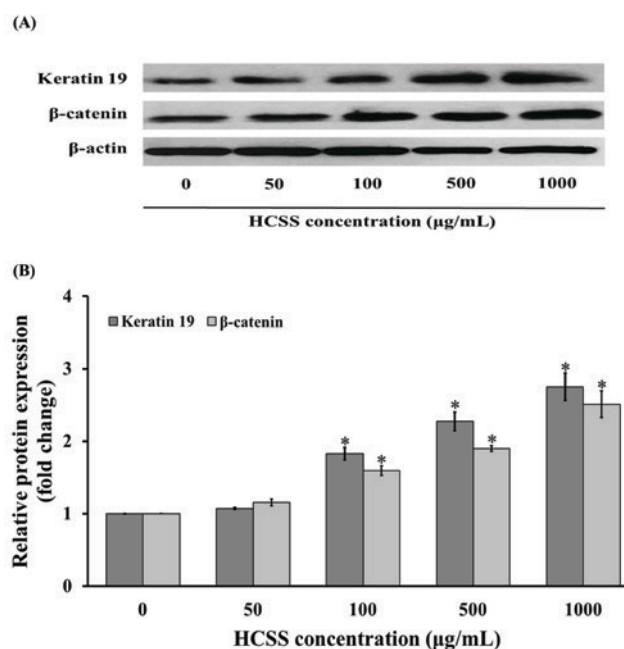 (A)
Keratin 19
β-catenin
β-actin
0 50 100 500 1000
HCSS concentration (μg/mL)
(B)
Relative protein expression
(fold change)
4
3
2
1
0
Keratin 19 β-catenin
* * * * * *
0 50 100 500 1000
HCSS concentration (μg/mL)